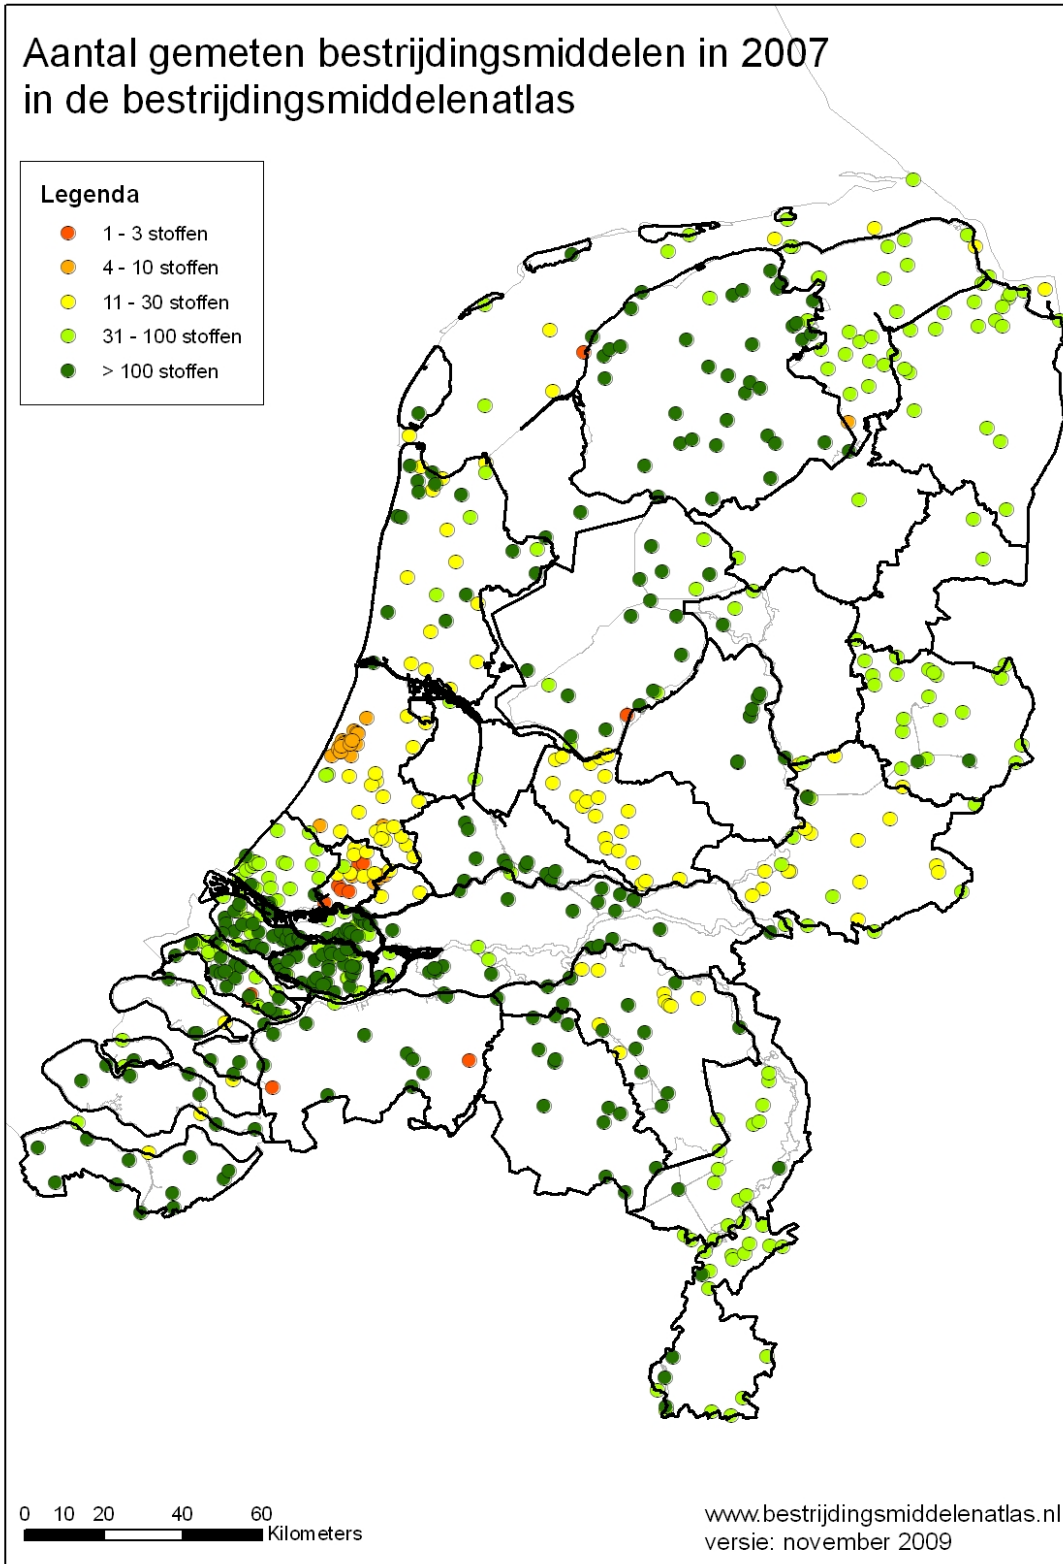 Aantal gemeten bestrijdingsmiddelen in 2007
in de bestrijdingsmiddelenatlas
Legenda
1 - 3 stoffen
4 - 10 stoffen
11 - 30 stoffen
31 - 100 stoffen
> 100 stoffen
0 10 20 40 60
Kilometers
www.bestrijdingsmiddelenatlas.nl
versie: november 2009